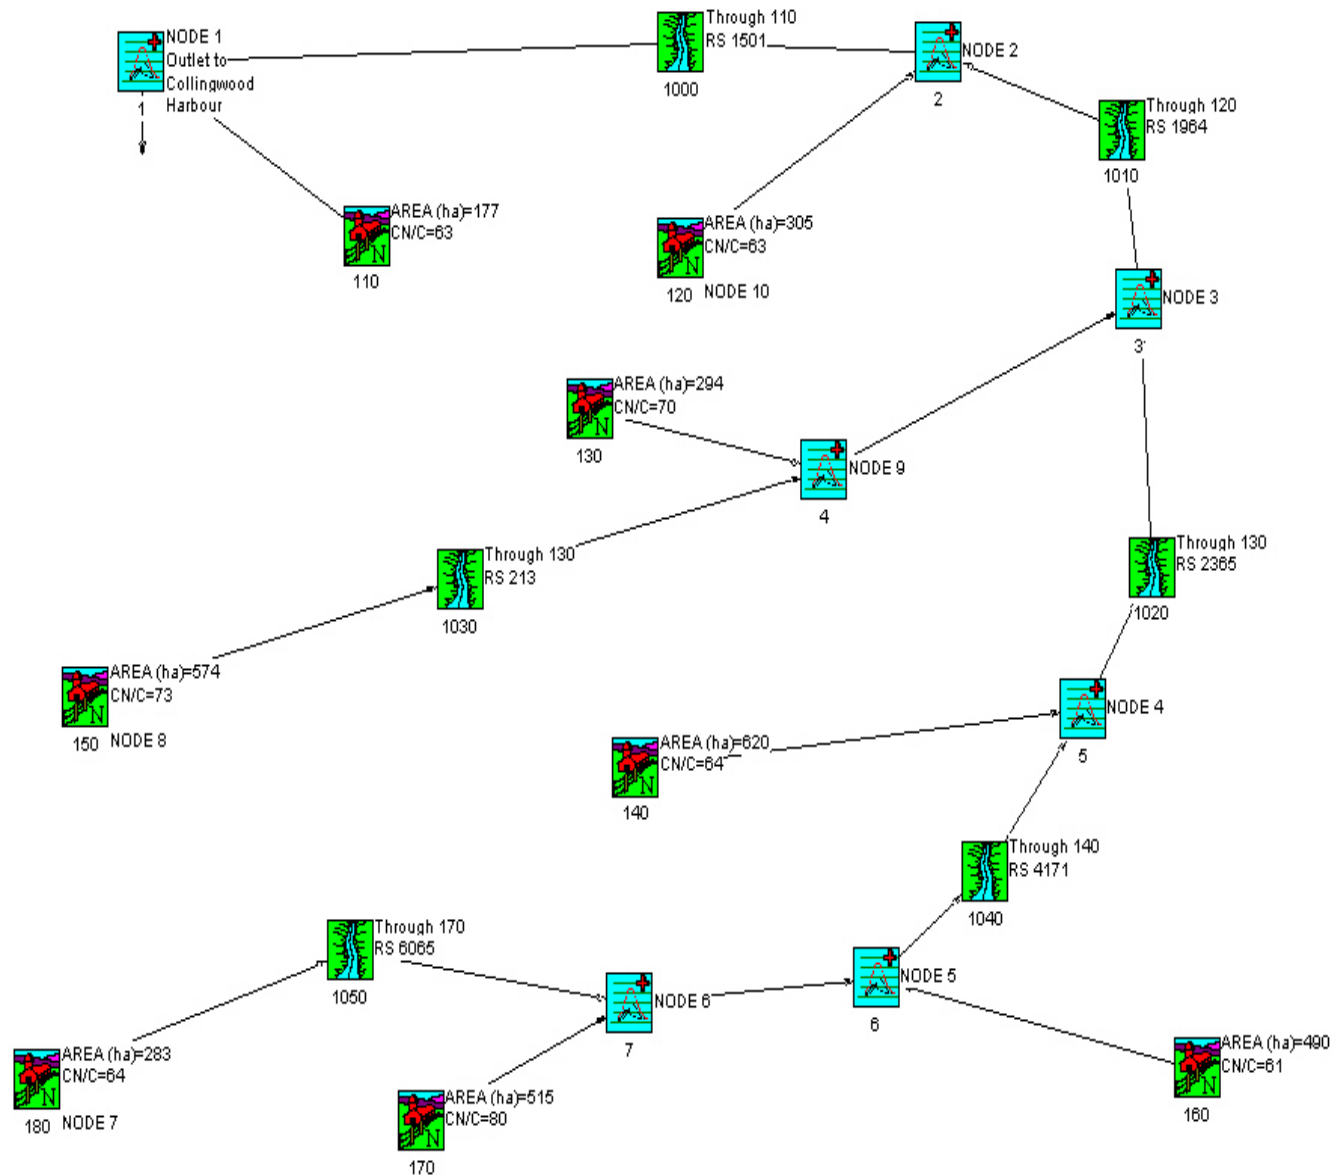 NODE 1
Outlet to
Collingwood
Harbour
1
Through 110
RS 1501
1000
NODE 2
2
Through 120
RS 1964
1010
AREA (ha)=177
CN/C=63
N
110
AREA (ha)=305
CN/C=63
N
120 NODE 10
NODE 3
3
AREA (ha)=294
CN/C=70
N
130
NODE 9
4
Through 130
RS 213
1030
Through 130
RS 2365
1020
AREA (ha)=574
CN/C=73
N
150 NODE 8
NODE 4
5
AREA (ha)=620
CN/C=64
N
140
Through 140
RS 4171
1040
Through 170
RS 6065
1050
NODE 6
7
NODE 5
6
AREA (ha)=490
CN/C=61
N
160
AREA (ha)=283
CN/C=64
N
180 NODE 7
AREA (ha)=515
CN/C=80
N
170